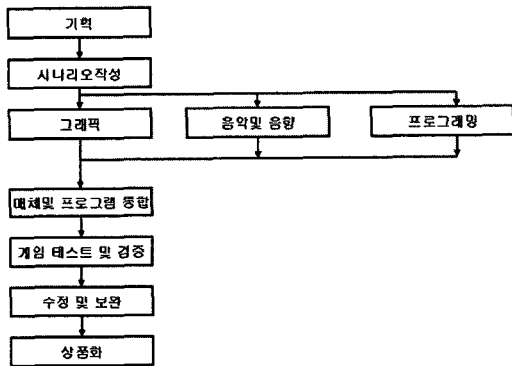 기획
시나리오작성
그래픽
음악및 음향
프로그래밍
매체및 프로그램 통합
게임 테스트 및 검증
수정 및 보완
상품화